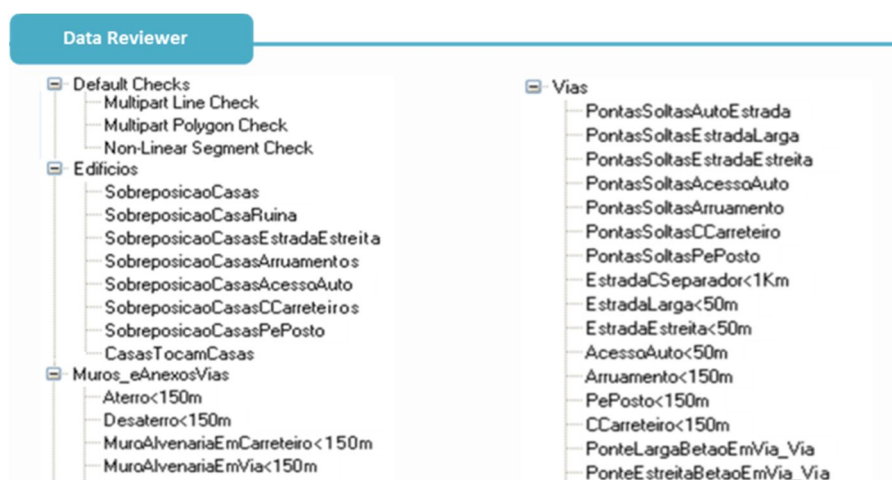 Data Reviewer
Default Checks
Multipart Line Check
Multipart Polygon Check
Non-Linear Segment Check
Edificios
SobreposicaoCasas
SobreposicaoCasaRuina
SobreposicaoCasasEstradaEstreita
SobreposicaoCasasArruamentos
SobreposicaoCasasAcessoAuto
SobreposicaoCasasCCarreteiros
SobreposicaoCasasPePosto
CasasTocamCasas
Muros_eAnexosVias
Aterro<150m
Desaterro<150m
MuroAlvenariaEmCarreteiro<150m
MuroAlvenariaEmVia<150m
Vias
PontasSoltasAutoEstrada
PontasSoltasEstradaLarga
PontasSoltasEstradaEstreita
PontasSoltasAcessoAuto
PontasSoltasArruamento
PontasSoltasCCarreteiro
PontasSoltasPePosto
EstradaCSeparador<1Km
EstradaLarga<50m
EstradaEstreita<50m
AcessoAuto<50m
Arruamento<150m
PePosto<150m
CCarreteiro<150m
PonteLargaBetaoEmVia_Via
PonteEstreitaBetaoEmVia_Via